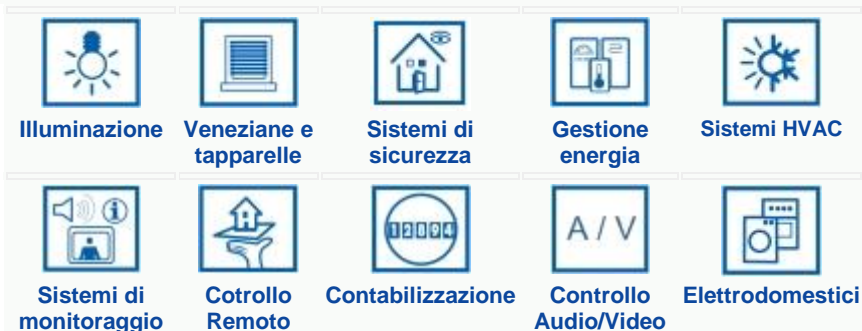 Illuminazione
Veneziane e
tapparelle
Sistemi di
sicurezza
Gestione
energia
Sistemi HVAC
12094
A / V
Sistemi di
monitoraggio
Cotrollo
Remoto
Contabilizzazione
Controllo
Audio/Video
Elettrodomestici